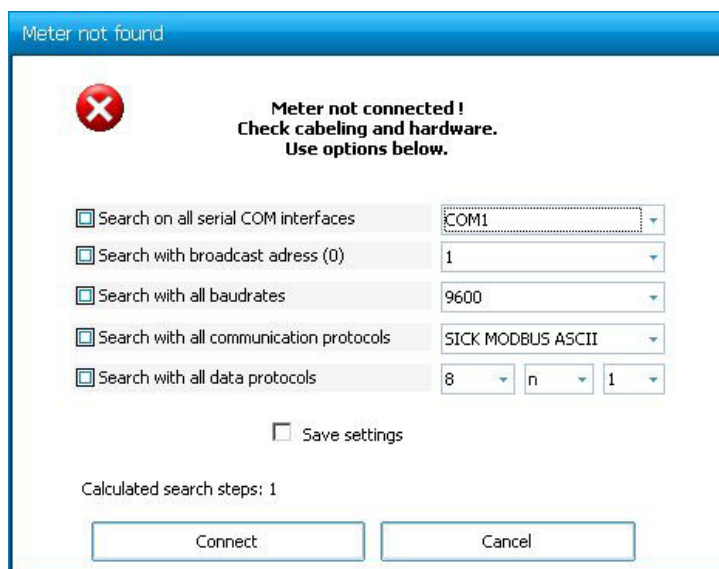 Meter not found
Meter not connected !
Check cabeling and hardware.
Use options below.
Search on all serial COM interfaces COM1
Search with broadcast adress (0) 1
Search with all baudrates 9600
Search with all communication protocols SICK MODBUS ASCII
Search with all data protocols 8 n 1
Save settings
Calculated search steps: 1
Connect Cancel